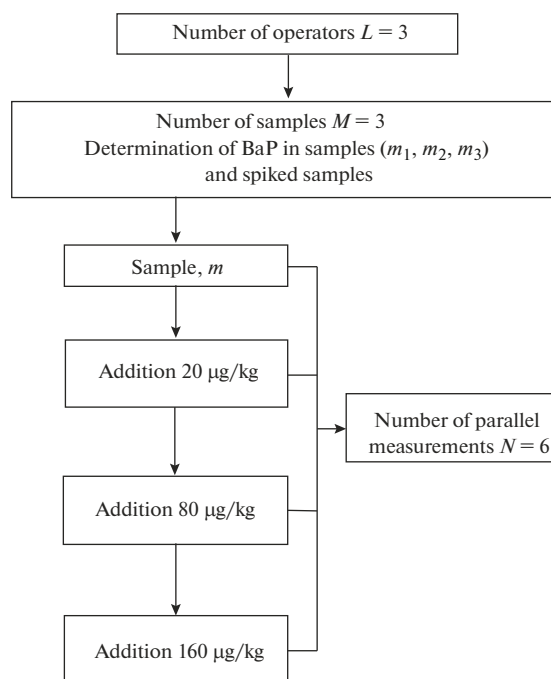 Number of operators L = 3
Number of samples M = 3
Determination of BaP in samples (m₁, m₂, m₃)
and spiked samples
Sample, m
Addition 20 μg/kg
Number of parallel
measurements N = 6
Addition 80 μg/kg
Addition 160 μg/kg